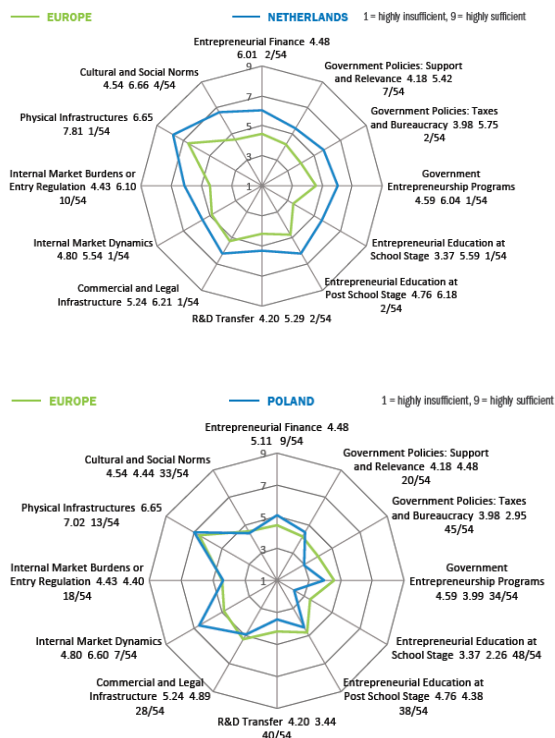 EUROPE
NETHERLANDS
1 = highly insufficient, 9 = highly sufficient
Entrepreneurial Finance 4.48
6.01 2/54
Government Policies: Support
and Relevance 4.18 5.42
7/54
Government Policies: Taxes
and Bureaucracy 3.98 5.75
2/54
Government
Entrepreneurship Programs
4.59 6.04 1/54
Entrepreneurial Education at
School Stage 3.37 5.59 1/54
Entrepreneurial Education at
Post School Stage 4.76 6.18
2/54
R&D Transfer 4.20 5.29 2/54
Commercial and Legal
Infrastructure 5.24 6.21 1/54
Internal Market Dynamics
4.80 5.54 1/54
Internal Market Burdens or
Entry Regulation 4.43 6.10
10/54
Physical Infrastructures 6.65
7.81 1/54
Cultural and Social Norms
4.54 6.66 4/54
9
7
5
3
1
EUROPE
POLAND
1 = highly insufficient, 9 = highly sufficient
Entrepreneurial Finance 4.48
5.11 9/54
Government Policies: Support
and Relevance 4.18 4.48
20/54
Government Policies: Taxes
and Bureaucracy 3.98 2.95
45/54
Government
Entrepreneurship Programs
4.59 3.99 34/54
Entrepreneurial Education at
School Stage 3.37 2.26 48/54
Entrepreneurial Education at
Post School Stage 4.76 4.38
38/54
R&D Transfer 4.20 3.44
40/54
Commercial and Legal
Infrastructure 5.24 4.89
28/54
Internal Market Dynamics
4.80 6.60 7/54
Internal Market Burdens or
Entry Regulation 4.43 4.40
18/54
Physical Infrastructures 6.65
7.02 13/54
Cultural and Social Norms
4.54 4.44 33/54
9
7
5
3
1